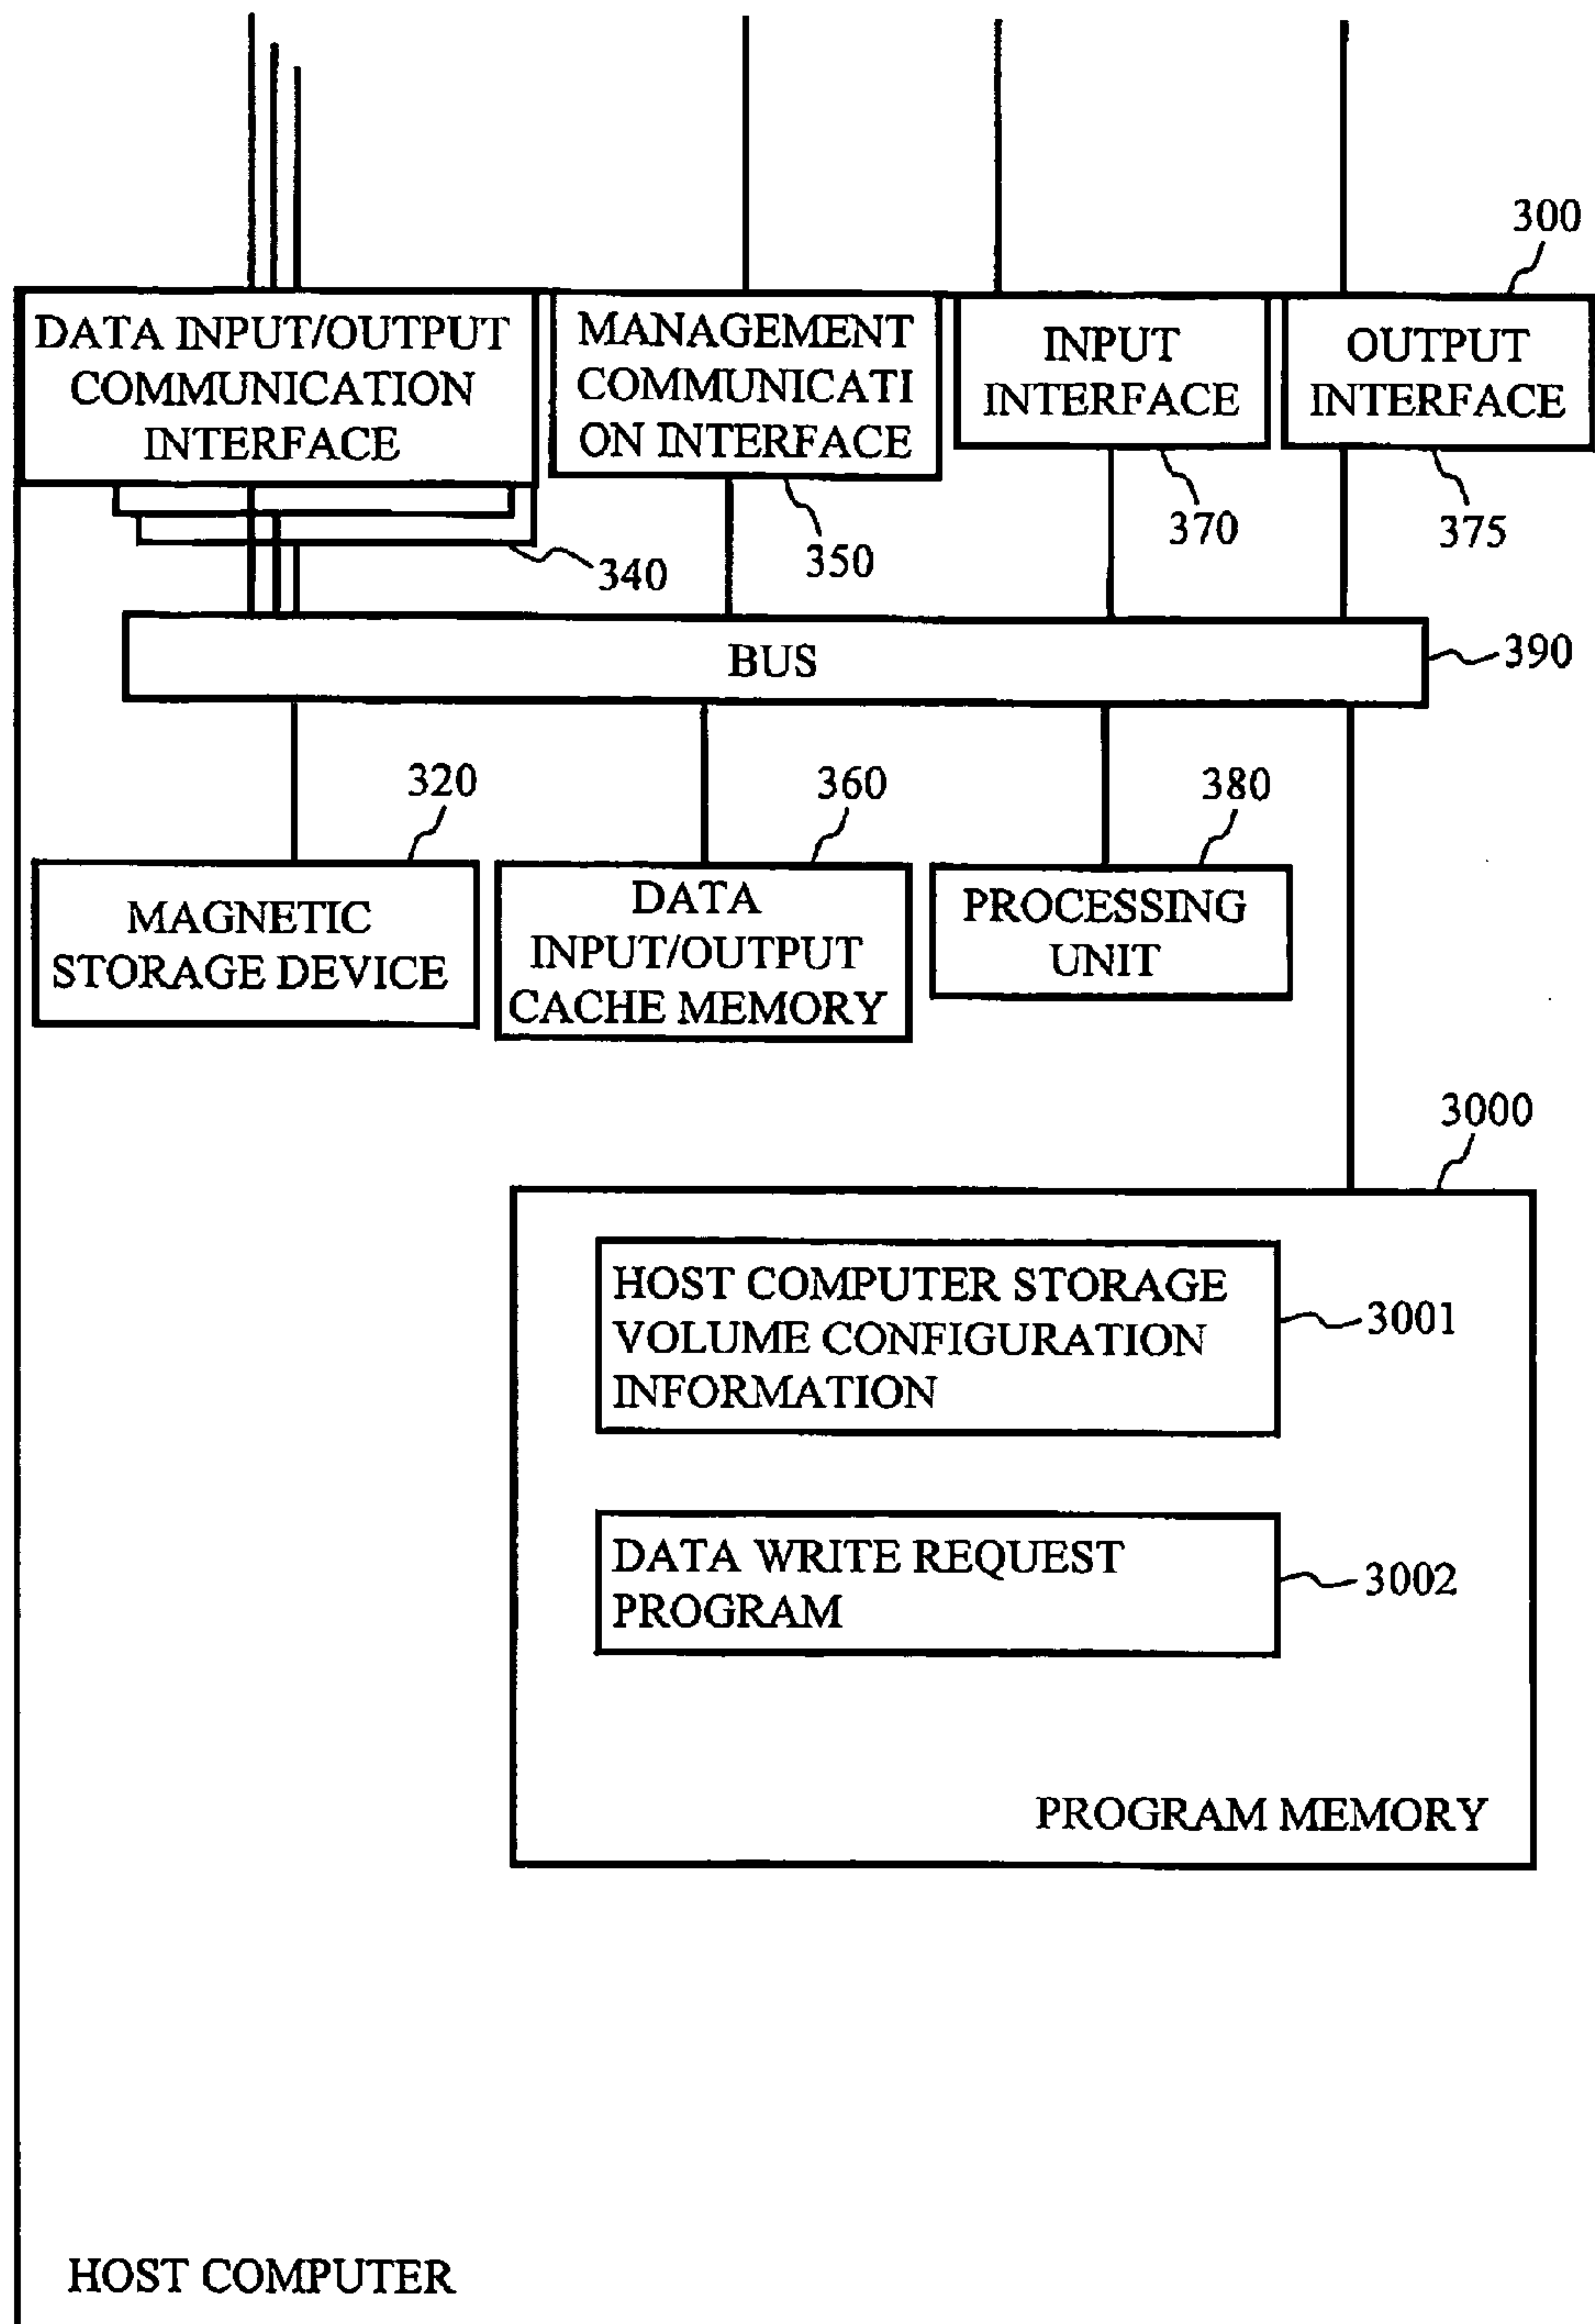 300
DATA INPUT/OUTPUT
COMMUNICATION
INTERFACE
MANAGEMENT
COMMUNICATI
ON INTERFACE
INPUT
INTERFACE
OUTPUT
INTERFACE
340
350
370
375
BUS
390
320
360
380
MAGNETIC
STORAGE DEVICE
DATA
INPUT/OUTPUT
CACHE MEMORY
PROCESSING
UNIT
3000
HOST COMPUTER STORAGE
VOLUME CONFIGURATION
INFORMATION
3001
DATA WRITE REQUEST
PROGRAM
3002
PROGRAM MEMORY
HOST COMPUTER